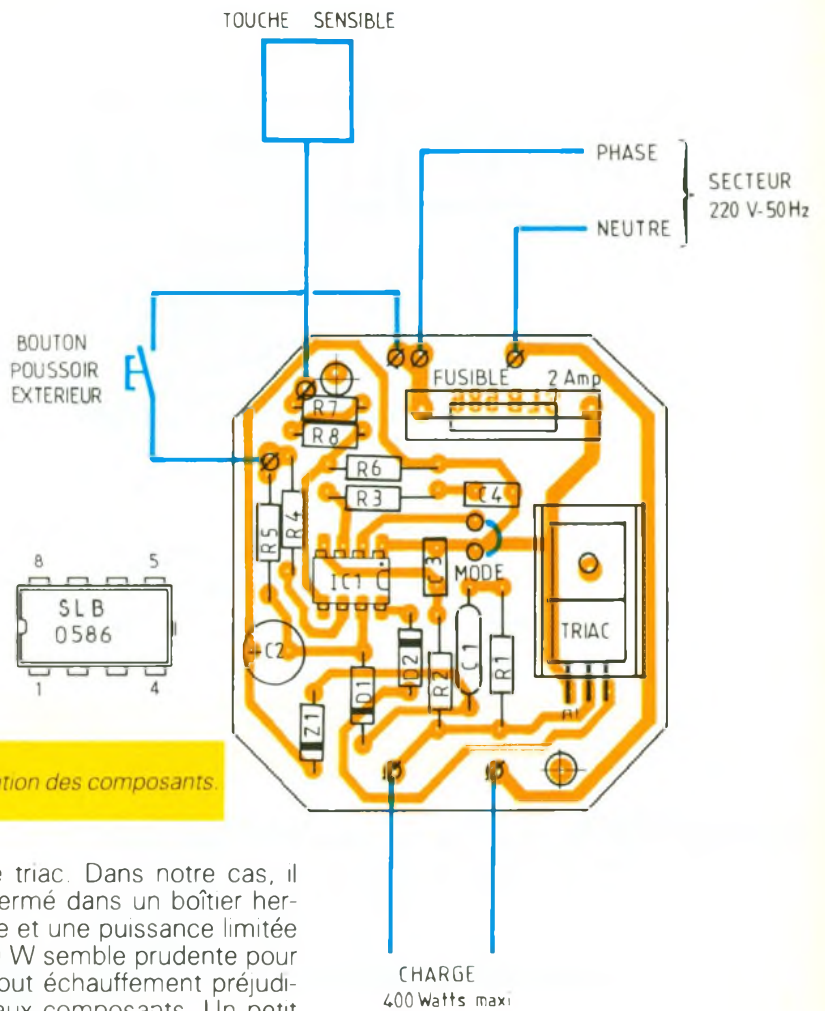 TOUCHE SENSIBLE
PHASE
SECTEUR
220 V-50Hz
NEUTRE
BOUTON
POUSSOIR
EXTERIEUR
FUSIBLE 2 Amp
R7
R8
R6
R3
C4
R5
R4
IC1
C3
MODE
TRIAC
A1
+C2
D2
D1
R2
C1
R1
Z1
8 5
SLB
0586
1 4
tion des composants.
e triac. Dans notre cas, il
ermé dans un boîtier her-
e et une puissance limitée
W semble prudente pour
out échauffement préjudi-
aux composants. Un petit
CHARGE
400 Watts maxi